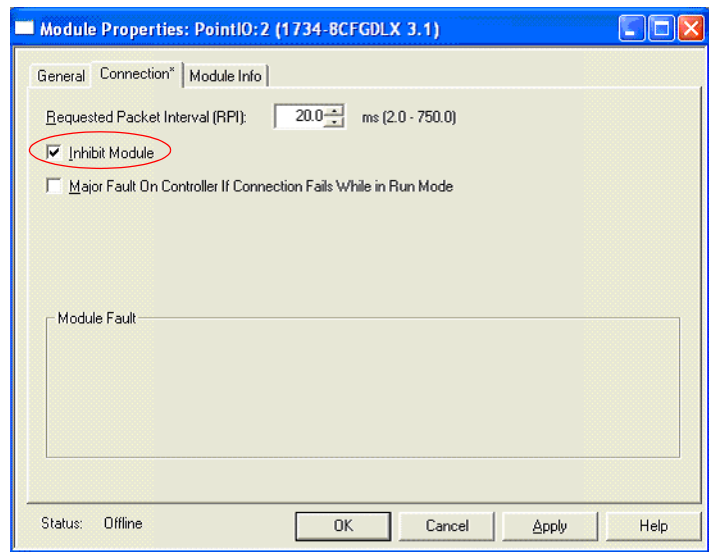 Module Properties: PointIO:2 (1734-8CFGDLX 3.1)
General Connection* Module Info
Requested Packet Interval (RPI): 20.0 ms (2.0 - 750.0)
Inhibit Module
Major Fault On Controller If Connection Fails While in Run Mode
Module Fault
Status: Offline OK Cancel Apply Help